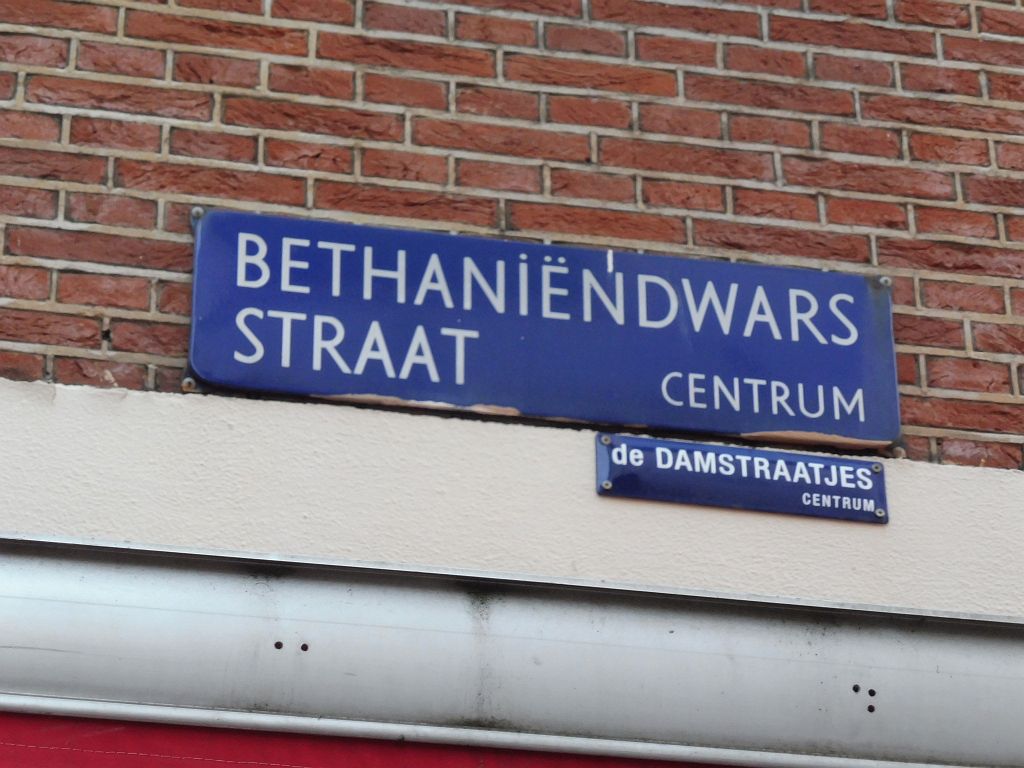 BETHANIËNDWARS
STRAAT
CENTRUM
de DAMSTRAATJES
CENTRUM